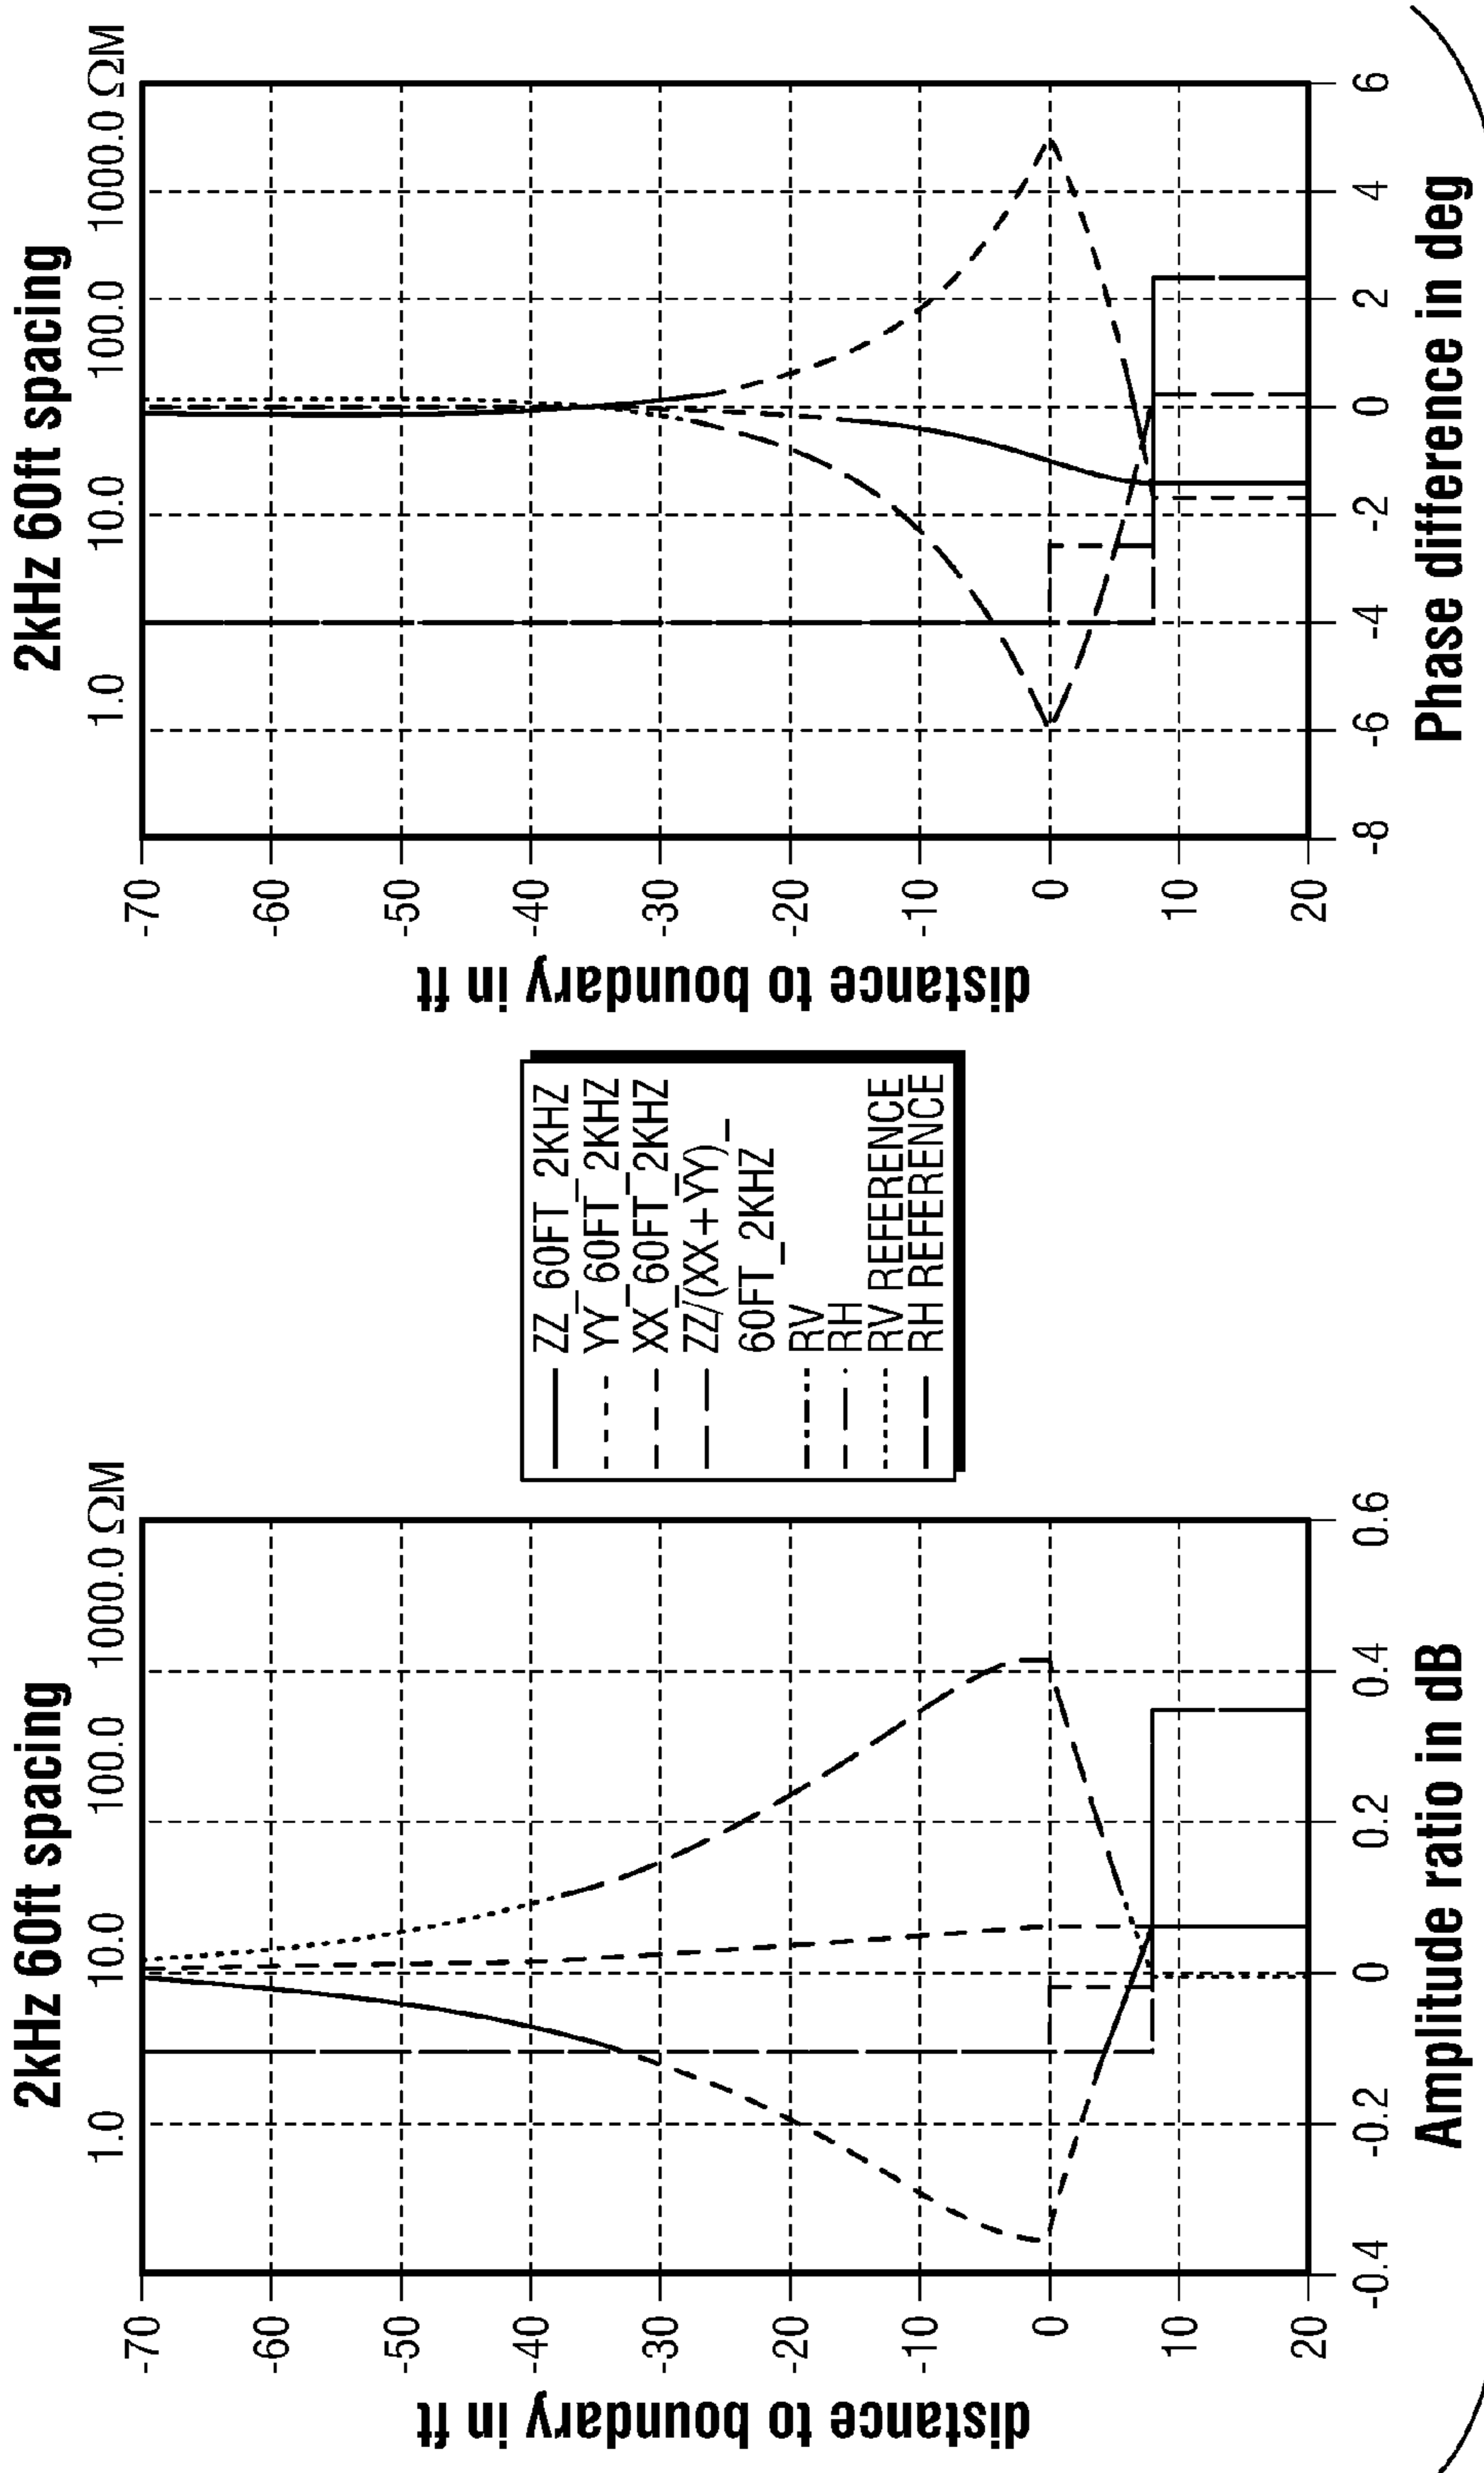 2kHz 60ft spacing
1.0 10.0 100.0 1000.0 ΩM
distance to boundary in ft
-70
-60
-50
-40
-30
-20
-10
0
10
20
-0.4 -0.2 0 0.2 0.4 0.6
Amplitude ratio in dB
ZZ_60FT_2KHZ
YY_60FT_2KHZ
XX_60FT_2KHZ
ZZ/(XX+YY)_
60FT_2KHZ
RV
RH
RV REFERENCE
RH REFERENCE
2kHz 60ft spacing
1.0 10.0 100.0 1000.0 ΩM
distance to boundary in ft
-70
-60
-50
-40
-30
-20
-10
0
10
20
-8 -6 -4 -2 0 2 4 6
Phase difference in deg